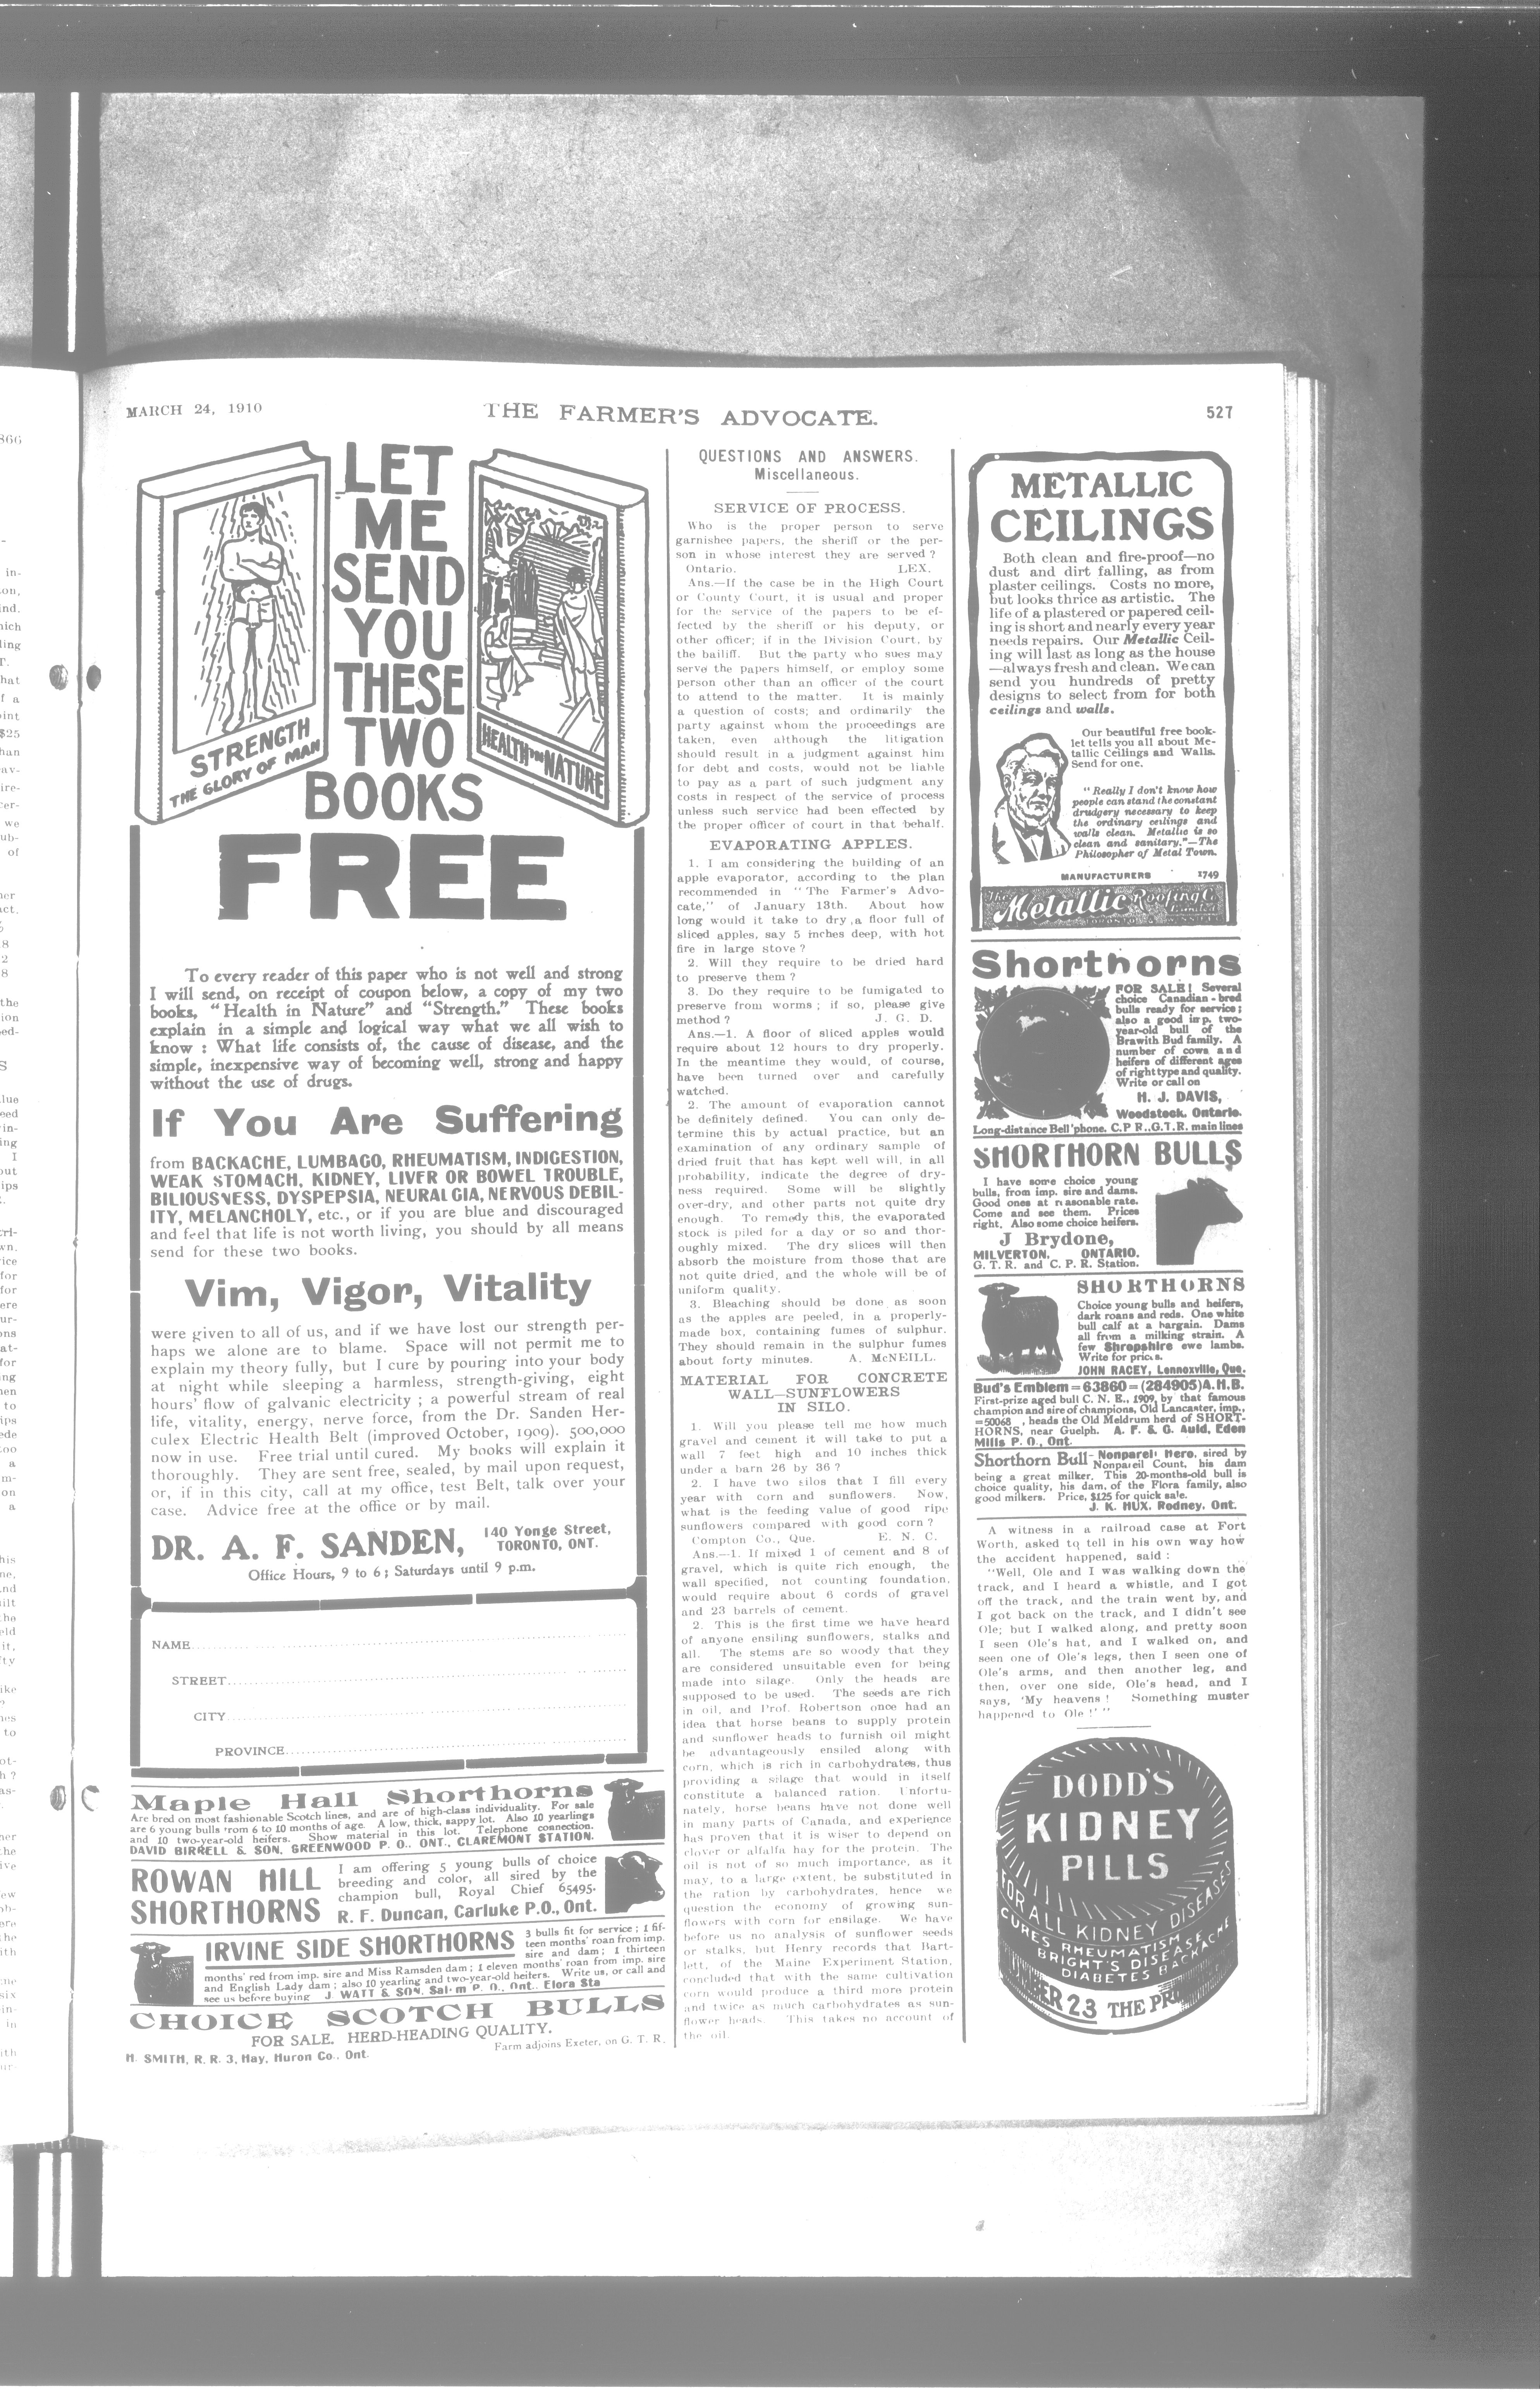 MARCH 24, 1910
THE FARMER'S ADVOCATE.
527
STRENGTH
THE GLORY OF MAN
LET
ME
SEND
YOU
THESE
TWO
BOOKS
FREE
HEALTH IN NATURE
To every reader of this paper who is not well and strong
I will send, on receipt of coupon below, a copy of my two
books, "Health in Nature" and "Strength." These books
explain in a simple and logical way what we all wish to
know : What life consists of, the cause of disease, and the
simple, inexpensive way of becoming well, strong and happy
without the use of drugs.
If You Are Suffering
from BACKACHE, LUMBAGO, RHEUMATISM, INDIGESTION,
WEAK STOMACH, KIDNEY, LIVER OR BOWEL TROUBLE,
BILIOUSNESS, DYSPEPSIA, NEURALGIA, NERVOUS DEBIL-
ITY, MELANCHOLY, etc., or if you are blue and discouraged
and feel that life is not worth living, you should by all means
send for these two books.
Vim, Vigor, Vitality
were given to all of us, and if we have lost our strength per-
haps we alone are to blame. Space will not permit me to
explain my theory fully, but I cure by pouring into your body
at night while sleeping a harmless, strength-giving, eight
hours' flow of galvanic electricity ; a powerful stream of real
life, vitality, energy, nerve force, from the Dr. Sanden Her-
culex Electric Health Belt (improved October, 1909). 500,000
now in use. Free trial until cured. My books will explain it
thoroughly. They are sent free, sealed, by mail upon request,
or, if in this city, call at my office, test Belt, talk over your
case. Advice free at the office or by mail.
DR. A. F. SANDEN, 140 Yonge Street,
TORONTO, ONT.
Office Hours, 9 to 6 ; Saturdays until 9 p.m.
NAME
STREET
CITY
PROVINCE
Maple Hall Shorthorns
Are bred on most fashionable Scotch lines, and are of high-class individuality. For sale
are 6 young bulls from 6 to 10 months of age. A low, thick, sappy lot. Also 10 yearlings
and 10 two-year-old heifers. Show material in this lot. Telephone connection.
DAVID BIRRELL & SON, GREENWOOD P. O., ONT., CLAREMONT STATION.
ROWAN HILL
SHORTHORNS
I am offering 5 young bulls of choice
breeding and color, all sired by the
champion bull, Royal Chief 65495.
R. F. Duncan, Carluke P.O., Ont.
IRVINE SIDE SHORTHORNS
3 bulls fit for service ; 1 fif-
teen months' roan from imp.
sire and dam ; 1 thirteen
months' red from imp. sire and Miss Ramsden dam ; 1 eleven months' roan from imp. sire
and English Lady dam ; also 10 yearling and two-year-old heifers. Write us, or call and
see us before buying J. WATT & SON, Salem P. O., Ont., Elora Sta
CHOICE SCOTCH BULLS
FOR SALE. HERD-HEADING QUALITY.
Farm adjoins Exeter, on G. T. R.
H. SMITH, R. R. 3, Hay, Huron Co., Ont.
QUESTIONS AND ANSWERS.
Miscellaneous.
SERVICE OF PROCESS.
Who is the proper person to serve
garnishee papers, the sheriff or the per-
son in whose interest they are served ?
Ontario. LEX.
Ans.—If the case be in the High Court
or County Court, it is usual and proper
for the service of the papers to be ef-
fected by the sheriff or his deputy, or
other officer; if in the Division Court, by
the bailiff. But the party who sues may
serve the papers himself, or employ some
person other than an officer of the court
to attend to the matter. It is mainly
a question of costs; and ordinarily the
party against whom the proceedings are
taken, even although the litigation
should result in a judgment against him
for debt and costs, would not be liable
to pay as a part of such judgment any
costs in respect of the service of process
unless such service had been effected by
the proper officer of court in that behalf.
EVAPORATING APPLES.
1. I am considering the building of an
apple evaporator, according to the plan
recommended in "The Farmer's Advo-
cate," of January 13th. About how
long would it take to dry a floor full of
sliced apples, say 5 inches deep, with hot
fire in large stove ?
2. Will they require to be dried hard
to preserve them ?
3. Do they require to be fumigated to
preserve from worms ; if so, please give
method ? J. G. D.
Ans.—1. A floor of sliced apples would
require about 12 hours to dry properly.
In the meantime they would, of course,
have been turned over and carefully
watched.
2. The amount of evaporation cannot
be definitely defined. You can only de-
termine this by actual practice, but an
examination of any ordinary sample of
dried fruit that has kept well will, in all
probability, indicate the degree of dry-
ness required. Some will be slightly
over-dry, and other parts not quite dry
enough. To remedy this, the evaporated
stock is piled for a day or so and thor-
oughly mixed. The dry slices will then
absorb the moisture from those that are
not quite dried, and the whole will be of
uniform quality.
3. Bleaching should be done as soon
as the apples are peeled, in a properly-
made box, containing fumes of sulphur.
They should remain in the sulphur fumes
about forty minutes. A. McNEILL.
MATERIAL FOR CONCRETE
WALL—SUNFLOWERS
IN SILO.
1. Will you please tell me how much
gravel and cement it will take to put a
wall 7 feet high and 10 inches thick
under a barn 26 by 36 ?
2. I have two silos that I fill every
year with corn and sunflowers. Now,
what is the feeding value of good ripe
sunflowers compared with good corn ?
Compton Co., Que. E. N. C.
Ans.—1. If mixed 1 of cement and 8 of
gravel, which is quite rich enough, the
wall specified, not counting foundation,
would require about 6 cords of gravel
and 23 barrels of cement.
2. This is the first time we have heard
of anyone ensiling sunflowers, stalks and
all. The stems are so woody that they
are considered unsuitable even for being
made into silage. Only the heads are
supposed to be used. The seeds are rich
in oil, and Prof. Robertson once had an
idea that horse beans to supply protein
and sunflower heads to furnish oil might
be advantageously ensiled along with
corn, which is rich in carbohydrates, thus
providing a silage that would in itself
constitute a balanced ration. Unfortu-
nately, horse beans have not done well
in many parts of Canada, and experience
has proven that it is wiser to depend on
clover or alfalfa hay for the protein. The
oil is not of so much importance, as it
may, to a large extent, be substituted in
the ration by carbohydrates, hence we
question the economy of growing sun-
flowers with corn for ensilage. We have
before us no analysis of sunflower seeds
or stalks, but Henry records that Bart-
lett, of the Maine Experiment Station,
concluded that with the same cultivation
corn would produce a third more protein
and twice as much carbohydrates as sun-
flower heads. This takes no account of
the oil.
METALLIC
CEILINGS
Both clean and fire-proof—no
dust and dirt falling, as from
plaster ceilings. Costs no more,
but looks thrice as artistic. The
life of a plastered or papered ceil-
ing is short and nearly every year
needs repairs. Our Metallic Ceil-
ing will last as long as the house
—always fresh and clean. We can
send you hundreds of pretty
designs to select from for both
ceilings and walls.
Our beautiful free book-
let tells you all about Me-
tallic Ceilings and Walls.
Send for one.
"Really I don't know how
people can stand the constant
drudgery necessary to keep
the ordinary ceilings and
walls clean. Metallic is so
clean and sanitary."—The
Philosopher of Metal Town.
MANUFACTURERS 1749
The Metallic Roofing Co
Limited
Shorthorns
FOR SALE! Several
choice Canadian-bred
bulls ready for service ;
also a good imp. two-
year-old bull of the
Brawith Bud family. A
number of cows and
heifers of different ages
of right type and quality.
Write or call on
H. J. DAVIS,
Woodstock, Ontario.
Long-distance Bell 'phone. C.P R., G.T.R. main lines
SHORTHORN BULLS
I have some choice young
bulls, from imp. sire and dams.
Good ones at r asonable rate.
Come and see them. Prices
right. Also some choice heifers.
J Brydone,
MILVERTON, ONTARIO.
G. T. R. and C. P. R. Station.
SHORTHORNS
Choice young bulls and heifers,
dark roans and reds. One white
bull calf at a bargain. Dams
all from a milking strain. A
few Shropshire ewe lambs.
Write for prices.
JOHN RACEY, Lennoxville, Que.
Bud's Emblem =63860= (284905) A.H.B.
First-prize aged bull C. N. E., 1909, by that famous
champion and sire of champions, Old Lancaster, imp.,
=50068 , heads the Old Meldrum herd of SHORT-
HORNS, near Guelph. A. F. & G. Auld, Eden
Mills P. O., Ont.
Shorthorn Bull—Nonpareil Hero, sired by
Nonpareil Count, his dam
being a great milker. This 20-months-old bull is
choice quality, his dam, of the Flora family, also
good milkers. Price, $125 for quick sale.
J. K. HUX, Rodney, Ont.
A witness in a railroad case at Fort
Worth, asked to tell in his own way how
the accident happened, said :
"Well, Ole and I was walking down the
track, and I heard a whistle, and I got
off the track, and the train went by, and
I got back on the track, and I didn't see
Ole; but I walked along, and pretty soon
I seen Ole's hat, and I walked on, and
seen one of Ole's legs, then I seen one of
Ole's arms, and then another leg, and
then, over one side, Ole's head, and I
says, 'My heavens ! Something muster
happened to Ole !' "
DODD'S
KIDNEY
PILLS
FOR ALL KIDNEY DISEASES
CURES RHEUMATISM
BRIGHT'S DISEASE
DIABETES BACKACHE
BER 23 THE PR